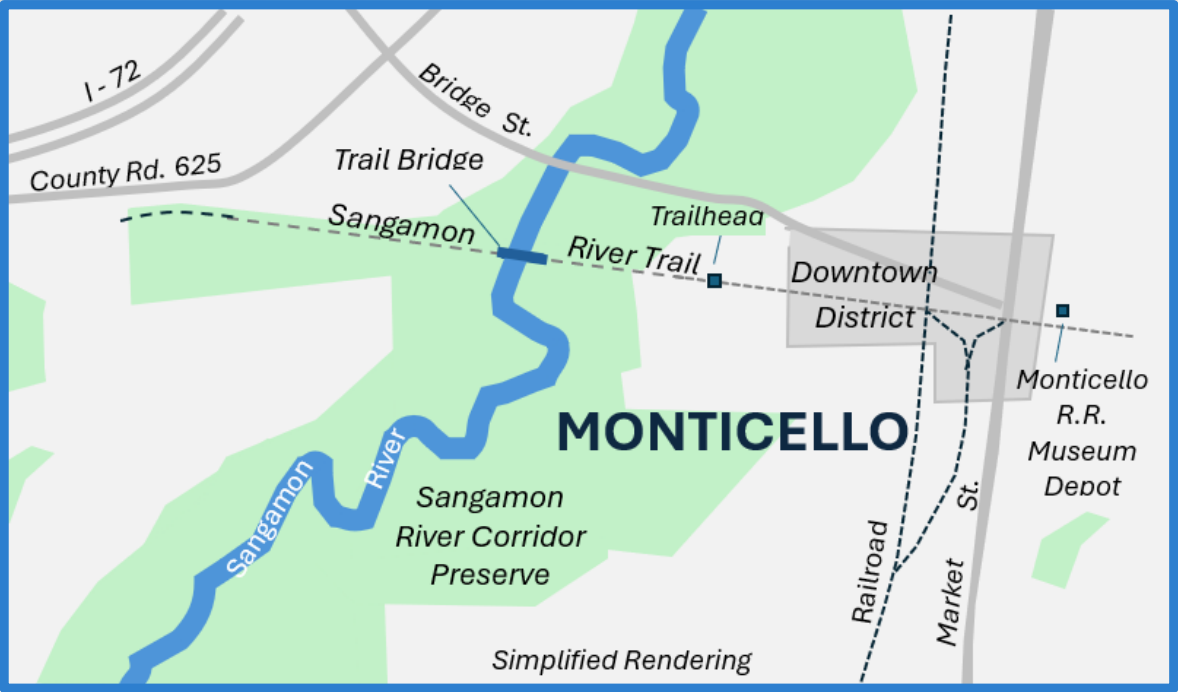 I - 72
Bridge St.
County Rd. 625
Trail Bridge
Sangamon
River Trail
Trailhead
Downtown
District
Monticello
R.R.
Museum
Depot
MONTICELLO
Sangamon
River
Sangamon
River Corridor
Preserve
Railroad
Market St.
Simplified Rendering